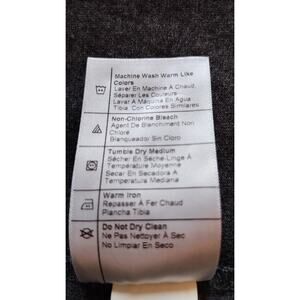 Machine Wash Warm Like
Colors
Laver En Machine À Chaud,
Séparer Les Couleurs
Lavar A Máquina En Agua
Tibia, Con Colores Similares
Non-Chlorine Bleach
Agent De Blanchiment Non
Chloré
Blanqueador Sin Cloro
Tumble Dry Medium
Sécher En Sèche-Linge À
Température Moyenne
Secar En Secadora A
Temperatura Mediana
Warm Iron
Repasser À Fer Chaud
Plancha Tibia
Do Not Dry Clean
Ne Pas Nettoyer À Sec
No Limpiar En Seco